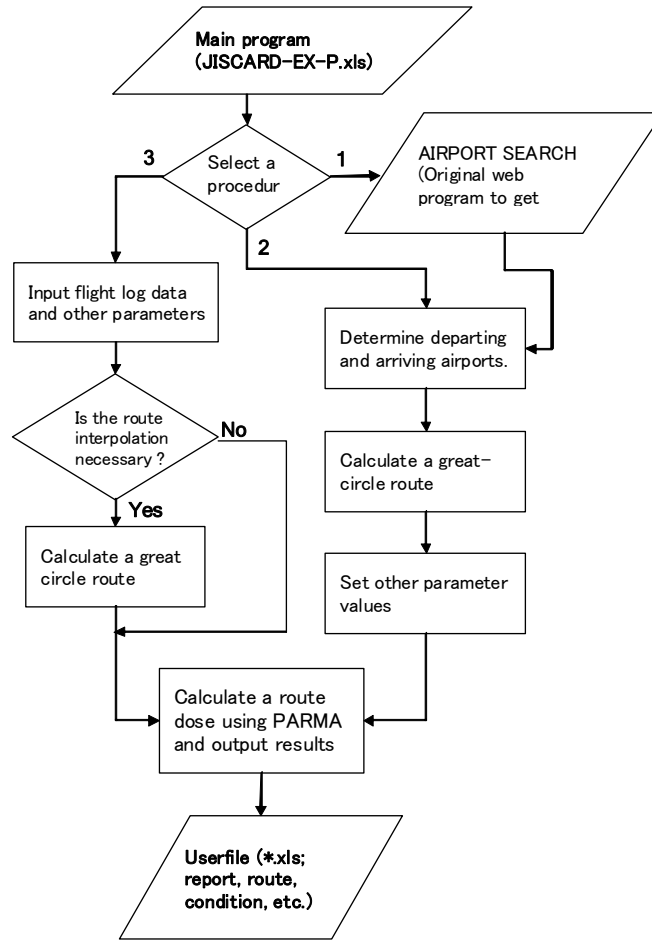 Main program
(JISCARD-EX-P.xls)
3
Select a
procedur
1
AIRPORT SEARCH
(Original web
program to get
2
Input flight log data
and other parameters
Determine departing
and arriving airports.
Is the route
interpolation
necessary ?
No
Yes
Calculate a great-
circle route
Calculate a great
circle route
Set other parameter
values
Calculate a route
dose using PARMA
and output results
Userfile (*.xls;
report, route,
condition, etc.)